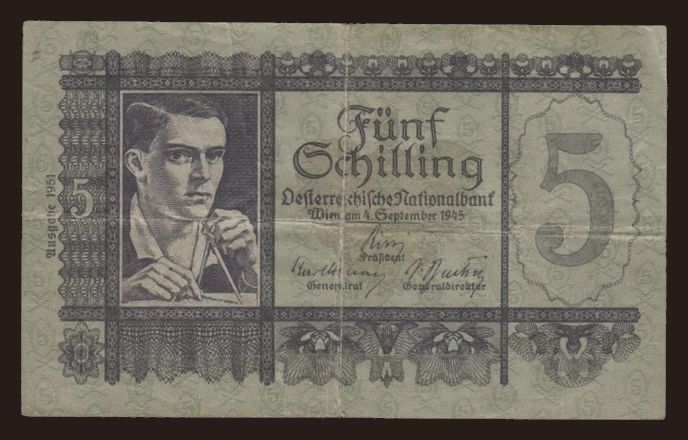 Ausgabe 1951
5
Fünf
Schilling
Oesterreichische Nationalbank
Wien am 4. September 1945
Präsident
Generalrat Generaldirektor
5